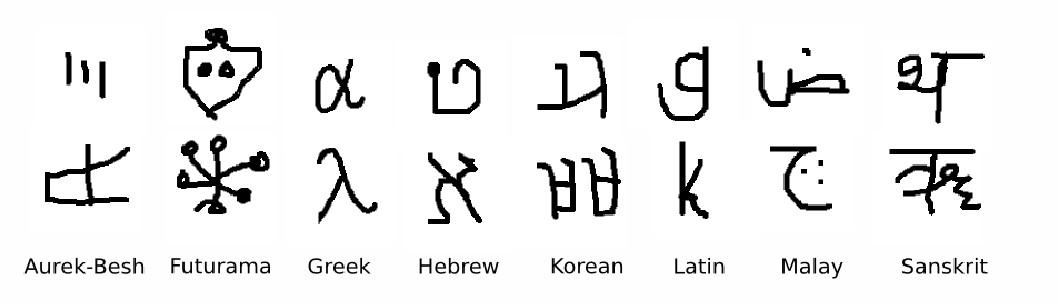 α ט g ض
λ א ㅃ k چ ऋ
Aurek-Besh Futurama Greek Hebrew Korean Latin Malay Sanskrit